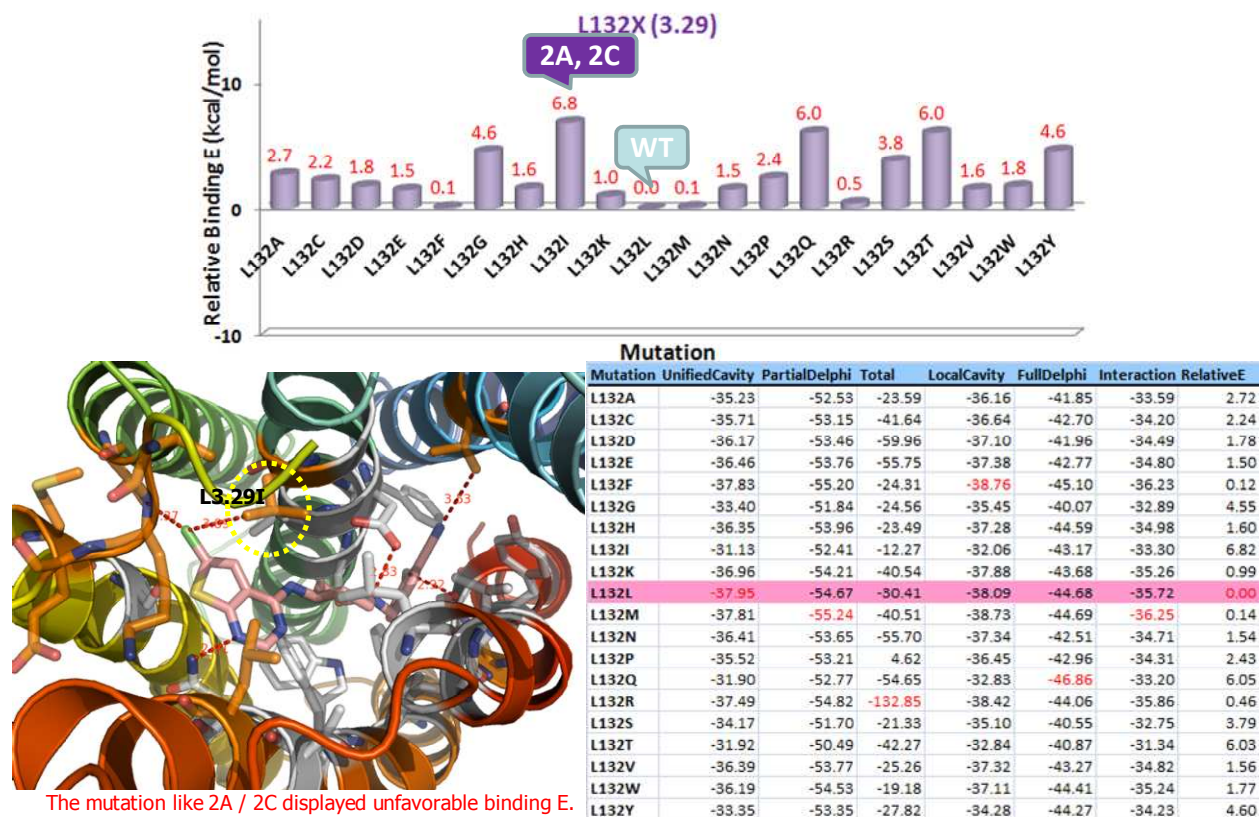 L132X (3.29)
2A, 2C
WT
Relative Binding E (kcal/mol)
10
0
-10
2.7 2.2 1.8 1.5 0.1 4.6 1.6 6.8 1.0 0.0 0.1 1.5 2.4 6.0 0.5 3.8 6.0 1.6 1.8 4.6
L132A L132C L132D L132E L132F L132G L132H L132I L132K L132L L132M L132N L132P L132Q L132R L132S L132T L132V L132W L132Y
Mutation
L3.29I
The mutation like 2A / 2C displayed unfavorable binding E.
Mutation UnifiedCavity PartialDelphi Total LocalCavity FullDelphi Interaction RelativeE
L132A -35.23 -52.53 -23.59 -36.16 -41.85 -33.59 2.72
L132C -35.71 -53.15 -41.64 -36.64 -42.70 -34.20 2.24
L132D -36.17 -53.46 -59.96 -37.10 -41.96 -34.49 1.78
L132E -36.46 -53.76 -55.75 -37.38 -42.77 -34.80 1.50
L132F -37.83 -55.20 -24.31 -38.76 -45.10 -36.23 0.12
L132G -33.40 -51.84 -24.56 -35.45 -40.07 -32.89 4.55
L132H -36.35 -53.96 -23.49 -37.28 -44.59 -34.98 1.60
L132I -31.13 -52.41 -12.27 -32.06 -43.17 -33.30 6.82
L132K -36.96 -54.21 -40.54 -37.88 -43.68 -35.26 0.99
L132L -37.95 -54.67 -30.41 -38.09 -44.68 -35.72 0.00
L132M -37.81 -55.24 -40.51 -38.73 -44.69 -36.25 0.14
L132N -36.41 -53.65 -55.70 -37.34 -42.51 -34.71 1.54
L132P -35.52 -53.21 4.62 -36.45 -42.96 -34.31 2.43
L132Q -31.90 -52.77 -54.65 -32.83 -46.86 -33.20 6.05
L132R -37.49 -54.82 -132.85 -38.42 -44.06 -35.86 0.46
L132S -34.17 -51.70 -21.33 -35.10 -40.55 -32.75 3.79
L132T -31.92 -50.49 -42.27 -32.84 -40.87 -31.34 6.03
L132V -36.39 -53.77 -25.26 -37.32 -43.27 -34.82 1.56
L132W -36.19 -54.53 -19.18 -37.11 -44.41 -35.24 1.77
L132Y -33.35 -53.35 -27.82 -34.28 -44.27 -34.23 4.60